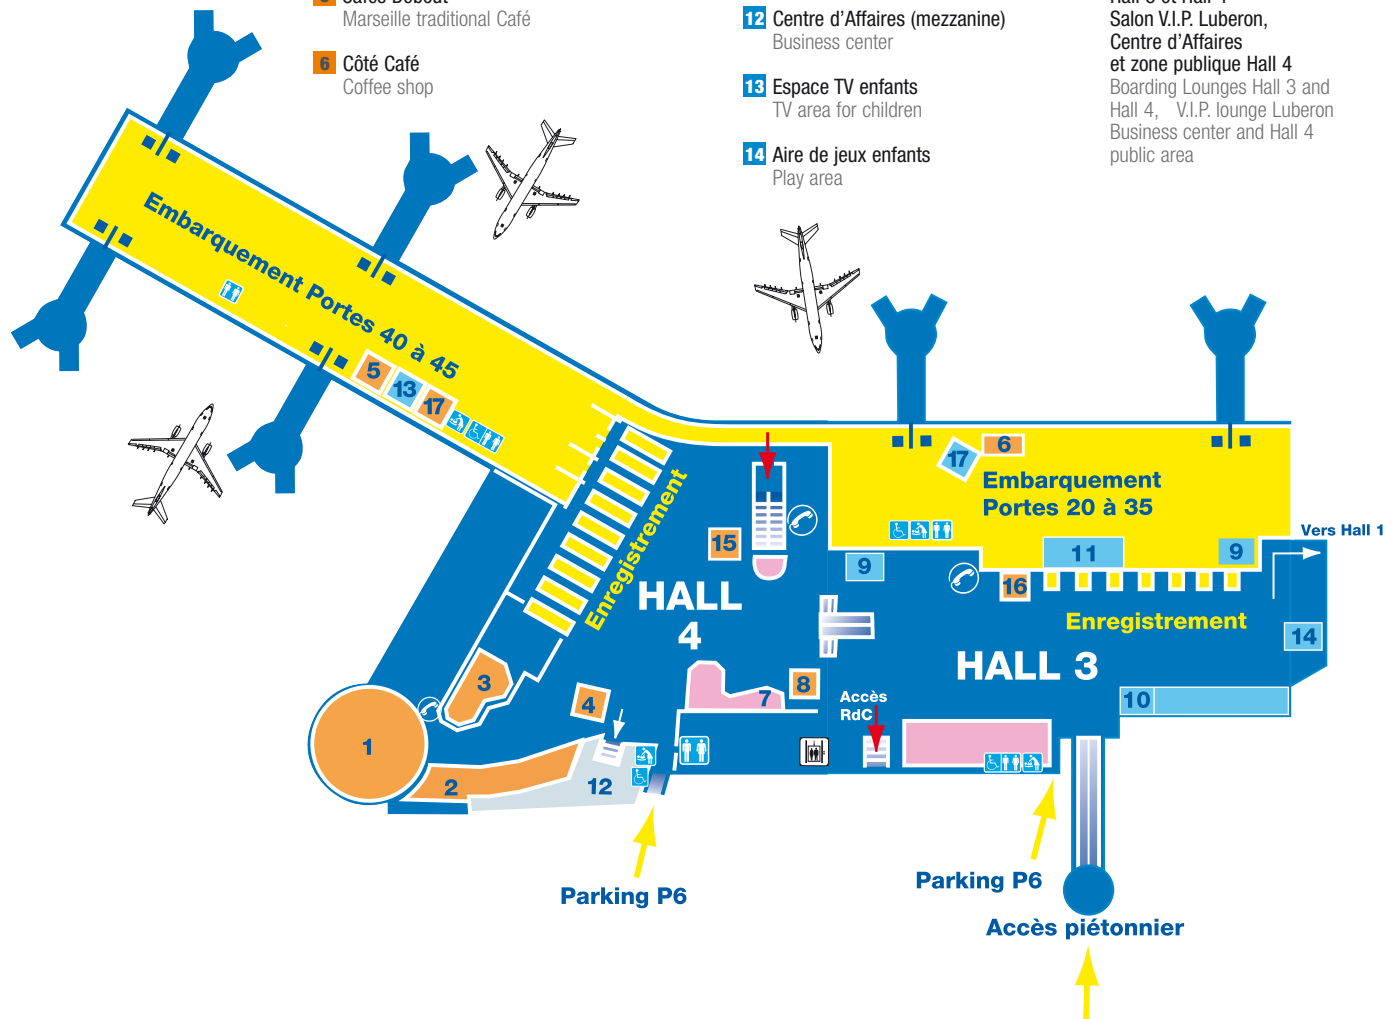 Marseille traditional Café
6 Côté Café
Coffee shop
12 Centre d’Affaires (mezzanine)
Business center
13 Espace TV enfants
TV area for children
14 Aire de jeux enfants
Play area
Salon V.I.P. Luberon,
Centre d’Affaires
et zone publique Hall 4
Boarding Lounges Hall 3 and
Hall 4, V.I.P. lounge Luberon
Business center and Hall 4
public area
Embarquement Portes 40 à 45
5
13
17
Enregistrement
15
HALL
4
3
4
1
2
12
7
8
9
17
6
Embarquement
Portes 20 à 35
11
9
Vers Hall 1
16
Enregistrement
14
HALL 3
10
Accès
RdC
Parking P6
Parking P6
Accès piétonnier